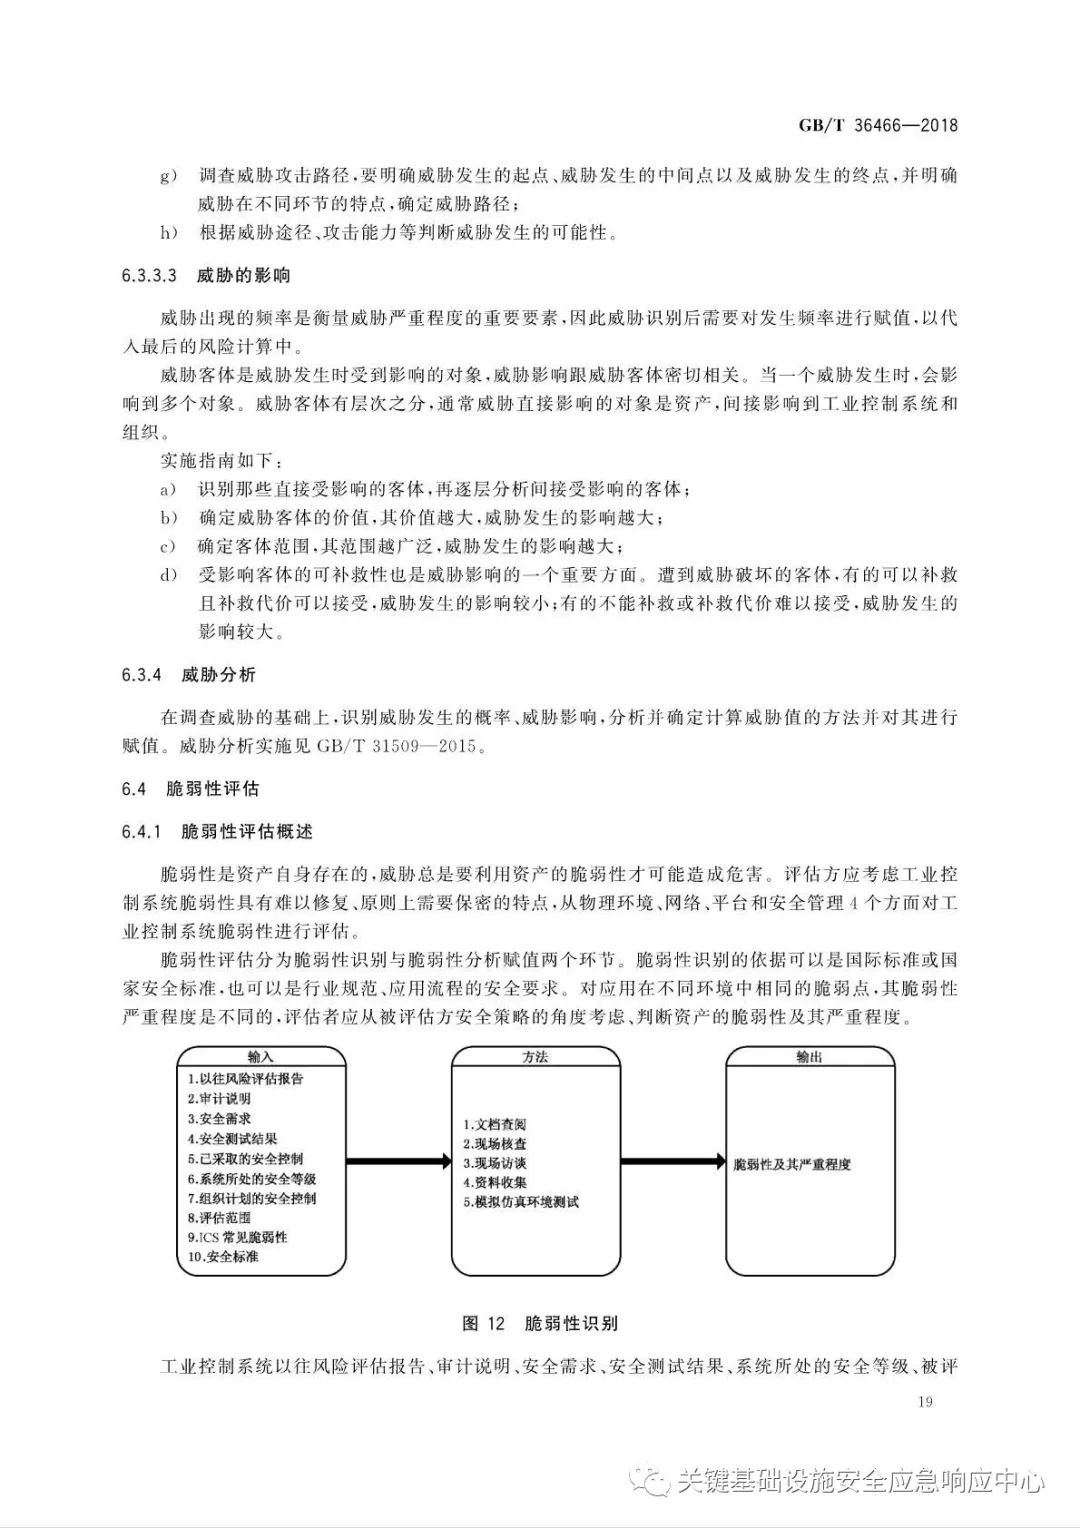 GB/T 36466—2018
g) 调查威胁攻击路径,要明确威胁发生的起点、威胁发生的中间点以及威胁发生的终点,并明确
威胁在不同环节的特点,确定威胁路径;
h) 根据威胁途径、攻击能力等判断威胁发生的可能性。
6.3.3.3 威胁的影响
威胁出现的频率是衡量威胁严重程度的重要要素,因此威胁识别后需要对发生频率进行赋值,以代
入最后的风险计算中。
威胁客体是威胁发生时受到影响的对象,威胁影响跟威胁客体密切相关。当一个威胁发生时,会影
响到多个对象。威胁客体有层次之分,通常威胁直接影响的对象是资产,间接影响到工业控制系统和
组织。
实施指南如下:
a) 识别那些直接受影响的客体,再逐层分析间接受影响的客体;
b) 确定威胁客体的价值,其价值越大,威胁发生的影响越大;
c) 确定客体范围,其范围越广泛,威胁发生的影响越大;
d) 受影响客体的可补救性也是威胁影响的一个重要方面。遭到威胁破坏的客体,有的可以补救
且补救代价可以接受,威胁发生的影响较小;有的不能补救或补救代价难以接受,威胁发生的
影响较大。
6.3.4 威胁分析
在调查威胁的基础上,识别威胁发生的概率、威胁影响,分析并确定计算威胁值的方法并对其进行
赋值。威胁分析实施见 GB/T 31509—2015。
6.4 脆弱性评估
6.4.1 脆弱性评估概述
脆弱性是资产自身存在的,威胁总是要利用资产的脆弱性才可能造成危害。评估方应考虑工业控
制系统脆弱性具有难以修复、原则上需要保密的特点,从物理环境、网络、平台和安全管理 4 个方面对工
业控制系统脆弱性进行评估。
脆弱性评估分为脆弱性识别与脆弱性分析赋值两个环节。脆弱性识别的依据可以是国际标准或国
家安全标准,也可以是行业规范、应用流程的安全要求。对应用在不同环境中相同的脆弱点,其脆弱性
严重程度是不同的,评估者应从被评估方安全策略的角度考虑、判断资产的脆弱性及其严重程度。
输入
1.以往风险评估报告
2.审计说明
3.安全需求
4.安全测试结果
5.已采取的安全控制
6.系统所处的安全等级
7.组织计划的安全控制
8.评估范围
9.ICS 常见脆弱性
10.安全标准
方法
1.文档查阅
2.现场核查
3.现场访谈
4.资料收集
5.模拟仿真环境测试
输出
脆弱性及其严重程度
图 12 脆弱性识别
工业控制系统以往风险评估报告、审计说明、安全需求、安全测试结果、系统所处的安全等级、被评
19
关键基础设施安全应急响应中心